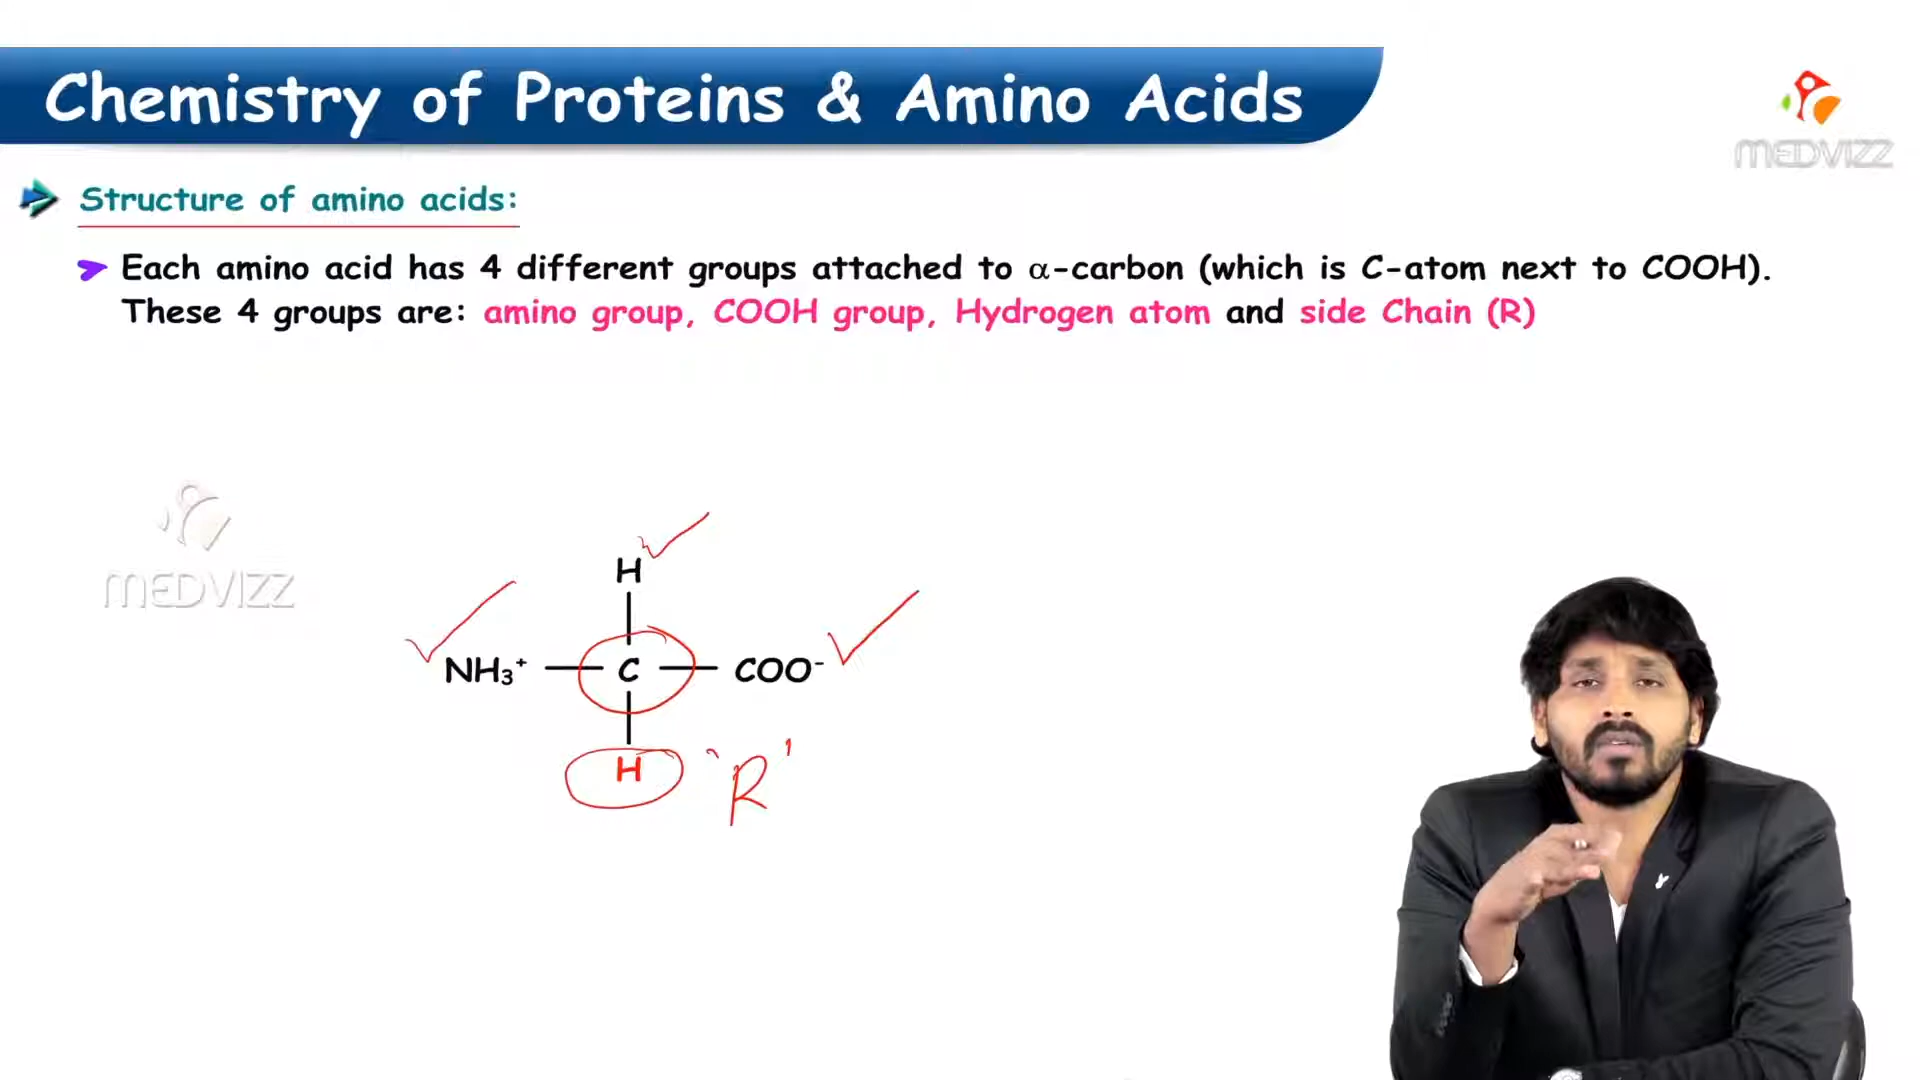 Chemistry of Proteins & Amino Acids
MEDVIZZ
Structure of amino acids:
Each amino acid has 4 different groups attached to α-carbon (which is C-atom next to COOH).
These 4 groups are: amino group, COOH group, Hydrogen atom and side Chain (R)
MEDVIZZ
H
NH₃⁺ — C — COO⁻
H 'R'